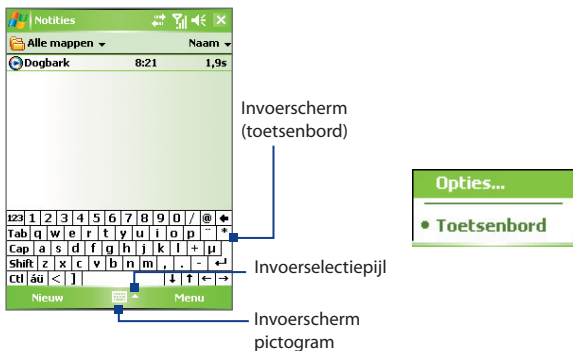 Notities
Alle mappen Naam
Dogbark 8:21 1,9s
Invoerscherm
(toetsenbord)
123 1 2 3 4 5 6 7 8 9 0 / @
Tab q w e r t y u i o p ¨ *
Cap a s d f g h j k l + µ
Shift z x c v b n m , . -
Ctl áü < ]
Nieuw Menu
Invoerselectiepijl
Invoerscherm
pictogram
Opties...
Toetsenbord